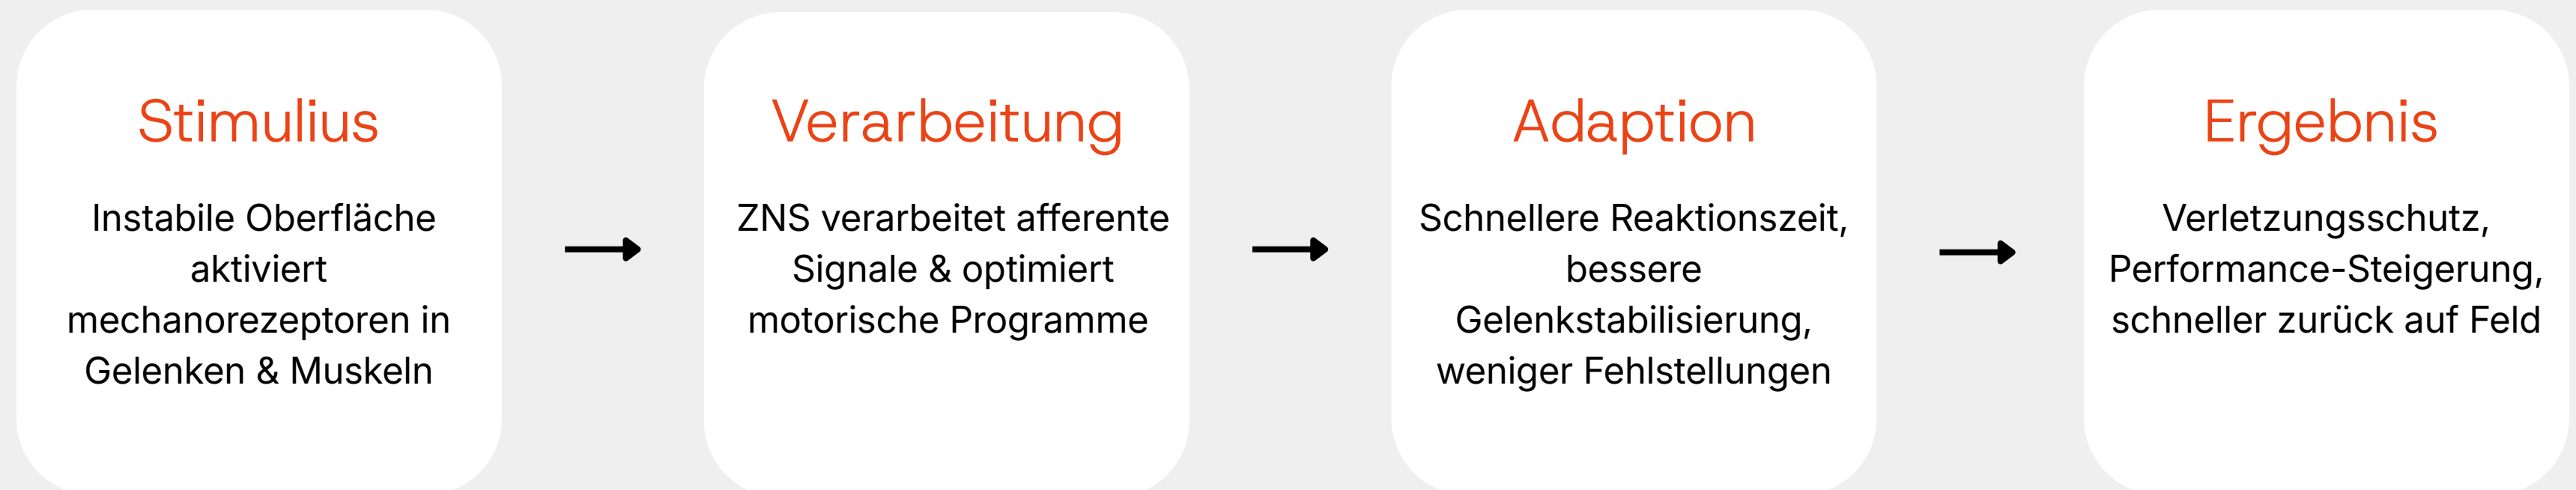 Stimulius
Instabile Oberfläche
aktiviert
mechanorezeptoren in
Gelenken & Muskeln
Verarbeitung
ZNS verarbeitet afferente
Signale & optimiert
motorische Programme
Adaption
Schnellere Reaktionszeit,
bessere
Gelenkstabilisierung,
weniger Fehlstellungen
Ergebnis
Verletzungsschutz,
Performance-Steigerung,
schneller zurück auf Feld